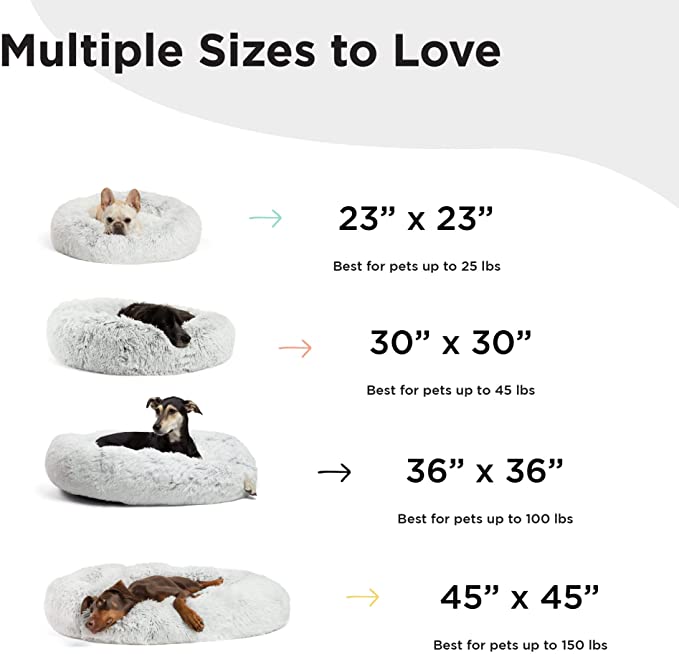 Multiple Sizes to Love
23” x 23”
Best for pets up to 25 lbs
30” x 30”
Best for pets up to 45 lbs
36” x 36”
Best for pets up to 100 lbs
45” x 45”
Best for pets up to 150 lbs